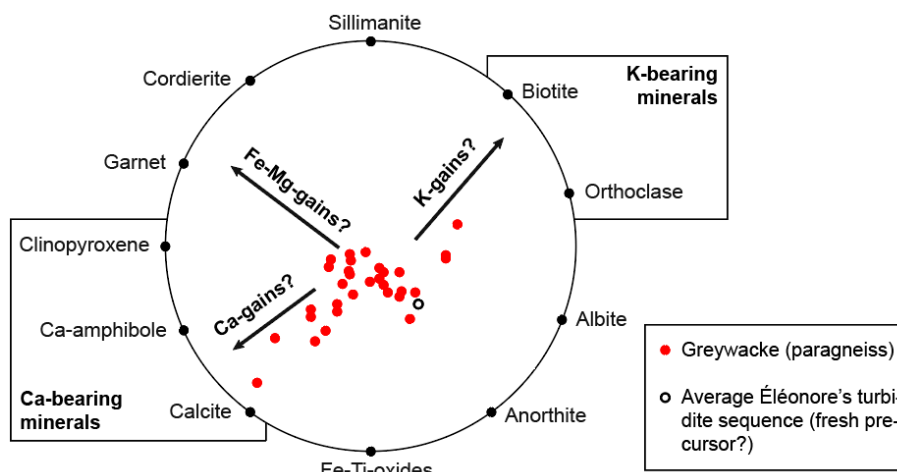 Sillimanite
Cordierite
Biotite
K-bearing
minerals
Garnet
Fe-Mg-gains?
K-gains?
Orthoclase
Clinopyroxene
Ca-gains?
Ca-amphibole
Albite
Ca-bearing
minerals
Calcite
Anorthite
Fe-Ti-oxides
Greywacke (paragneiss)
Average Éléonore's turbi-
dite sequence (fresh pre-
cursor?)